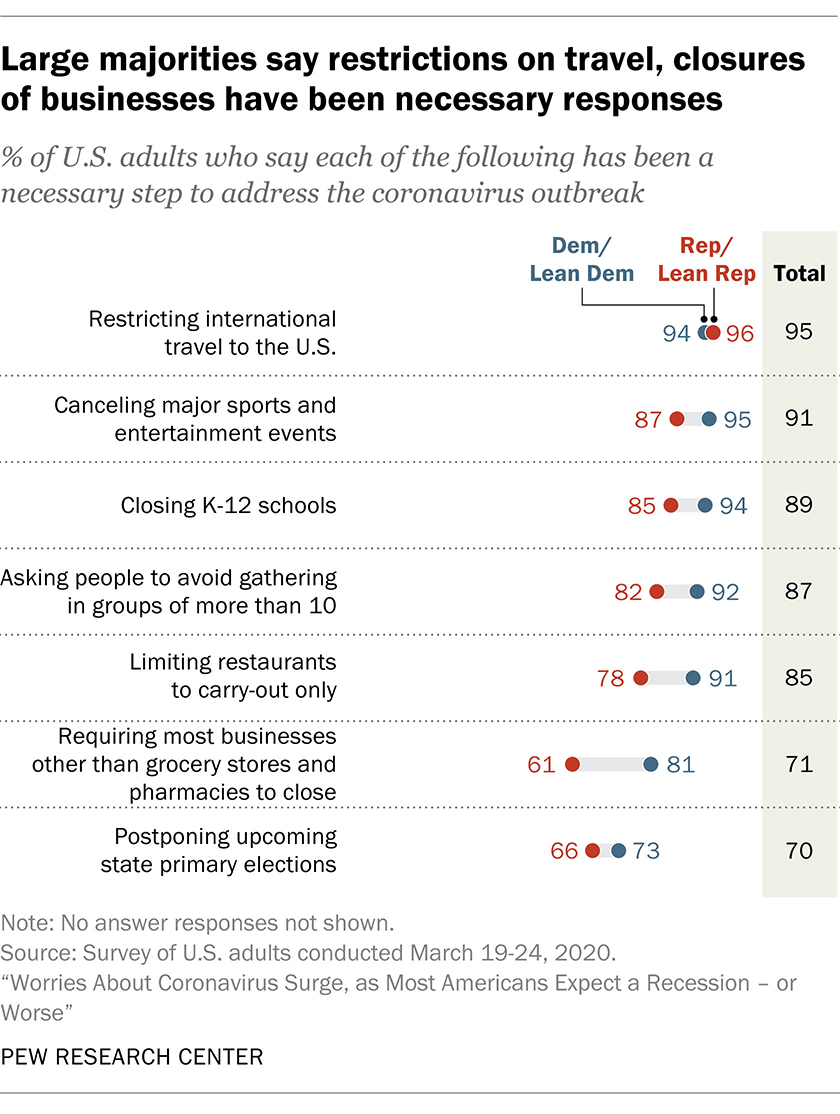 Large majorities say restrictions on travel, closures
of businesses have been necessary responses
% of U.S. adults who say each of the following has been a
necessary step to address the coronavirus outbreak
Dem/
Lean Dem
Rep/
Lean Rep
Total
Restricting international
travel to the U.S.
94 96 95
Canceling major sports and
entertainment events
87 95 91
Closing K-12 schools
85 94 89
Asking people to avoid gathering
in groups of more than 10
82 92 87
Limiting restaurants
to carry-out only
78 91 85
Requiring most businesses
other than grocery stores and
pharmacies to close
61 81 71
Postponing upcoming
state primary elections
66 73 70
Note: No answer responses not shown.
Source: Survey of U.S. adults conducted March 19-24, 2020.
“Worries About Coronavirus Surge, as Most Americans Expect a Recession – or
Worse”
PEW RESEARCH CENTER